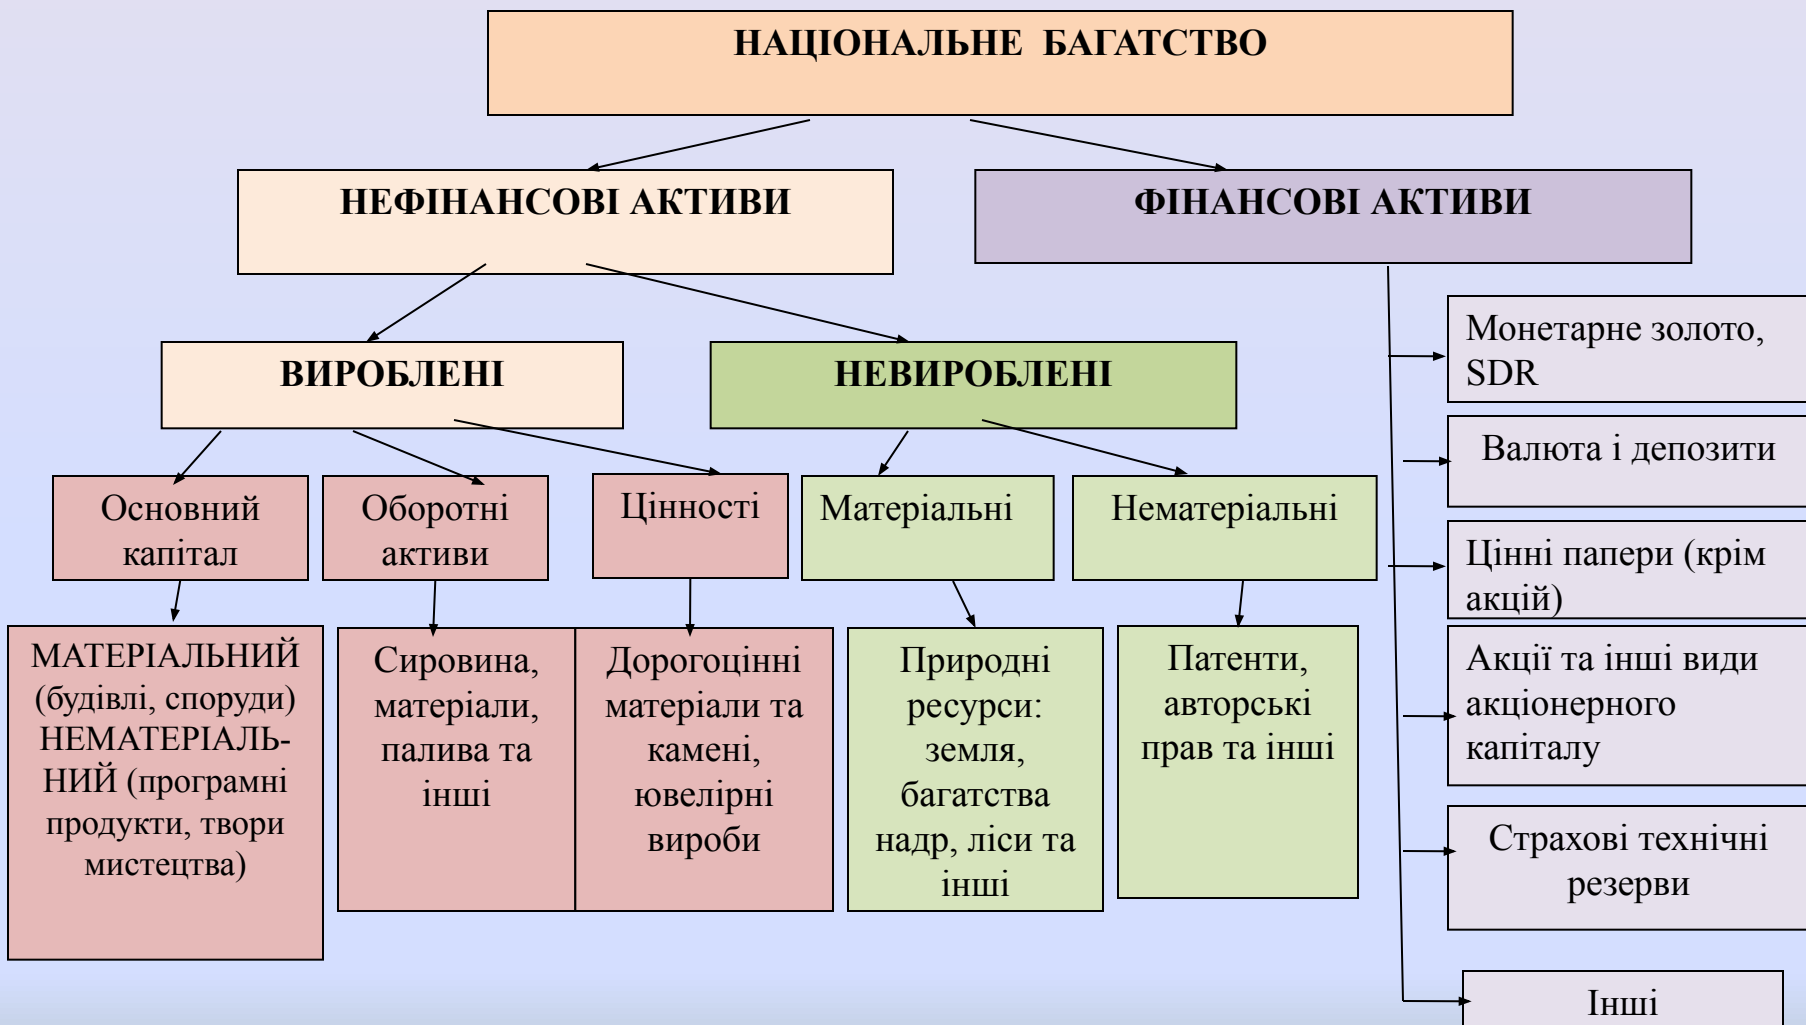 НАЦІОНАЛЬНЕ БАГАТСТВО
НЕФІНАНСОВІ АКТИВИ
ФІНАНСОВІ АКТИВИ
ВИРОБЛЕНІ
НЕВИРОБЛЕНІ
Основний
капітал
Оборотні
активи
Цінності
Матеріальні
Нематеріальні
МАТЕРІАЛЬНИЙ
(будівлі, споруди)
НЕМАТЕРІАЛЬ-
НИЙ (програмні
продукти, твори
мистецтва)
Сировина,
матеріали,
палива та
інші
Дорогоцінні
матеріали та
камені,
ювелірні
вироби
Природні
ресурси:
земля,
багатства
надр, ліси та
інші
Патенти,
авторські
прав та інші
Монетарне золото,
SDR
Валюта і депозити
Цінні папери (крім
акцій)
Акції та інші види
акціонерного
капіталу
Страхові технічні
резерви
Інші